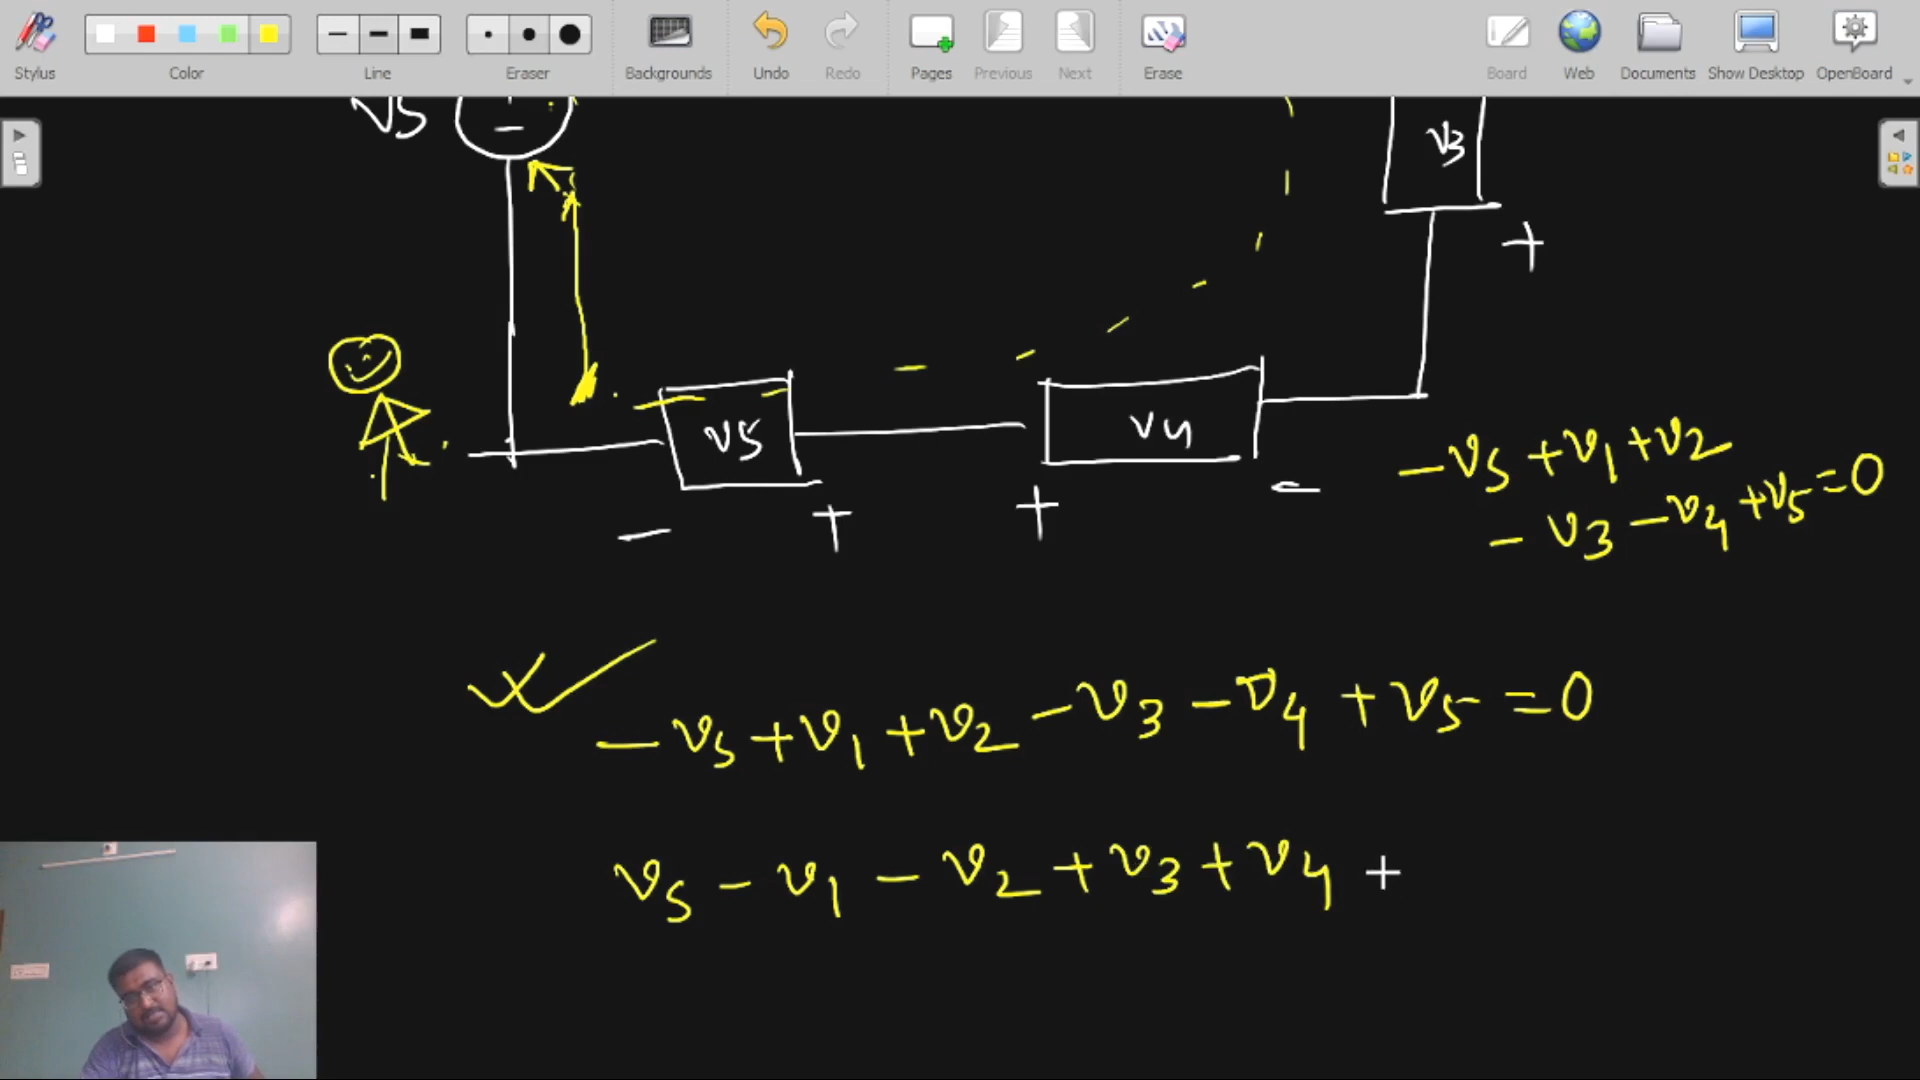 Stylus
Color
Line
Eraser
Backgrounds
Undo
Redo
Pages
Previous
Next
Erase
Board
Web
Documents
Show Desktop
OpenBoard
Vs
−
V3
+
V5
V4
− + + −
−Vs +V1 +V2
− V3 − V4 + V5 = 0
−Vs + V1 + V2 − V3 − V4 + V5 = 0
Vs − V1 − V2 + V3 + V4